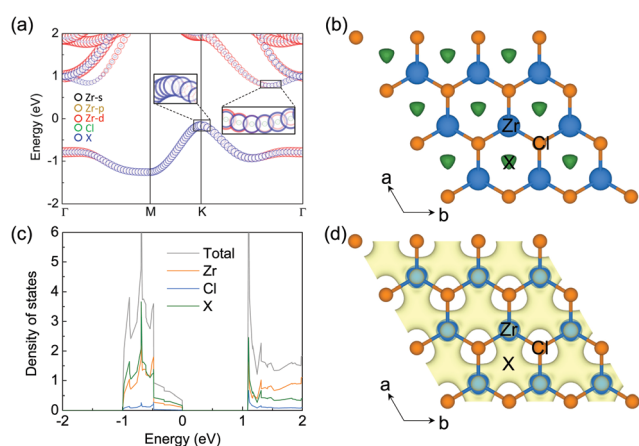 (a)
2
1
0
-1
-2
Energy (eV)
Zr-s
Zr-p
Zr-d
Cl
X
Γ
M
K
Γ
(b)
Zr
Cl
X
a
b
(c)
6
5
4
3
2
1
0
Density of states
Total
Zr
Cl
X
-2
-1
0
1
2
Energy (eV)
(d)
Zr
Cl
X
a
b